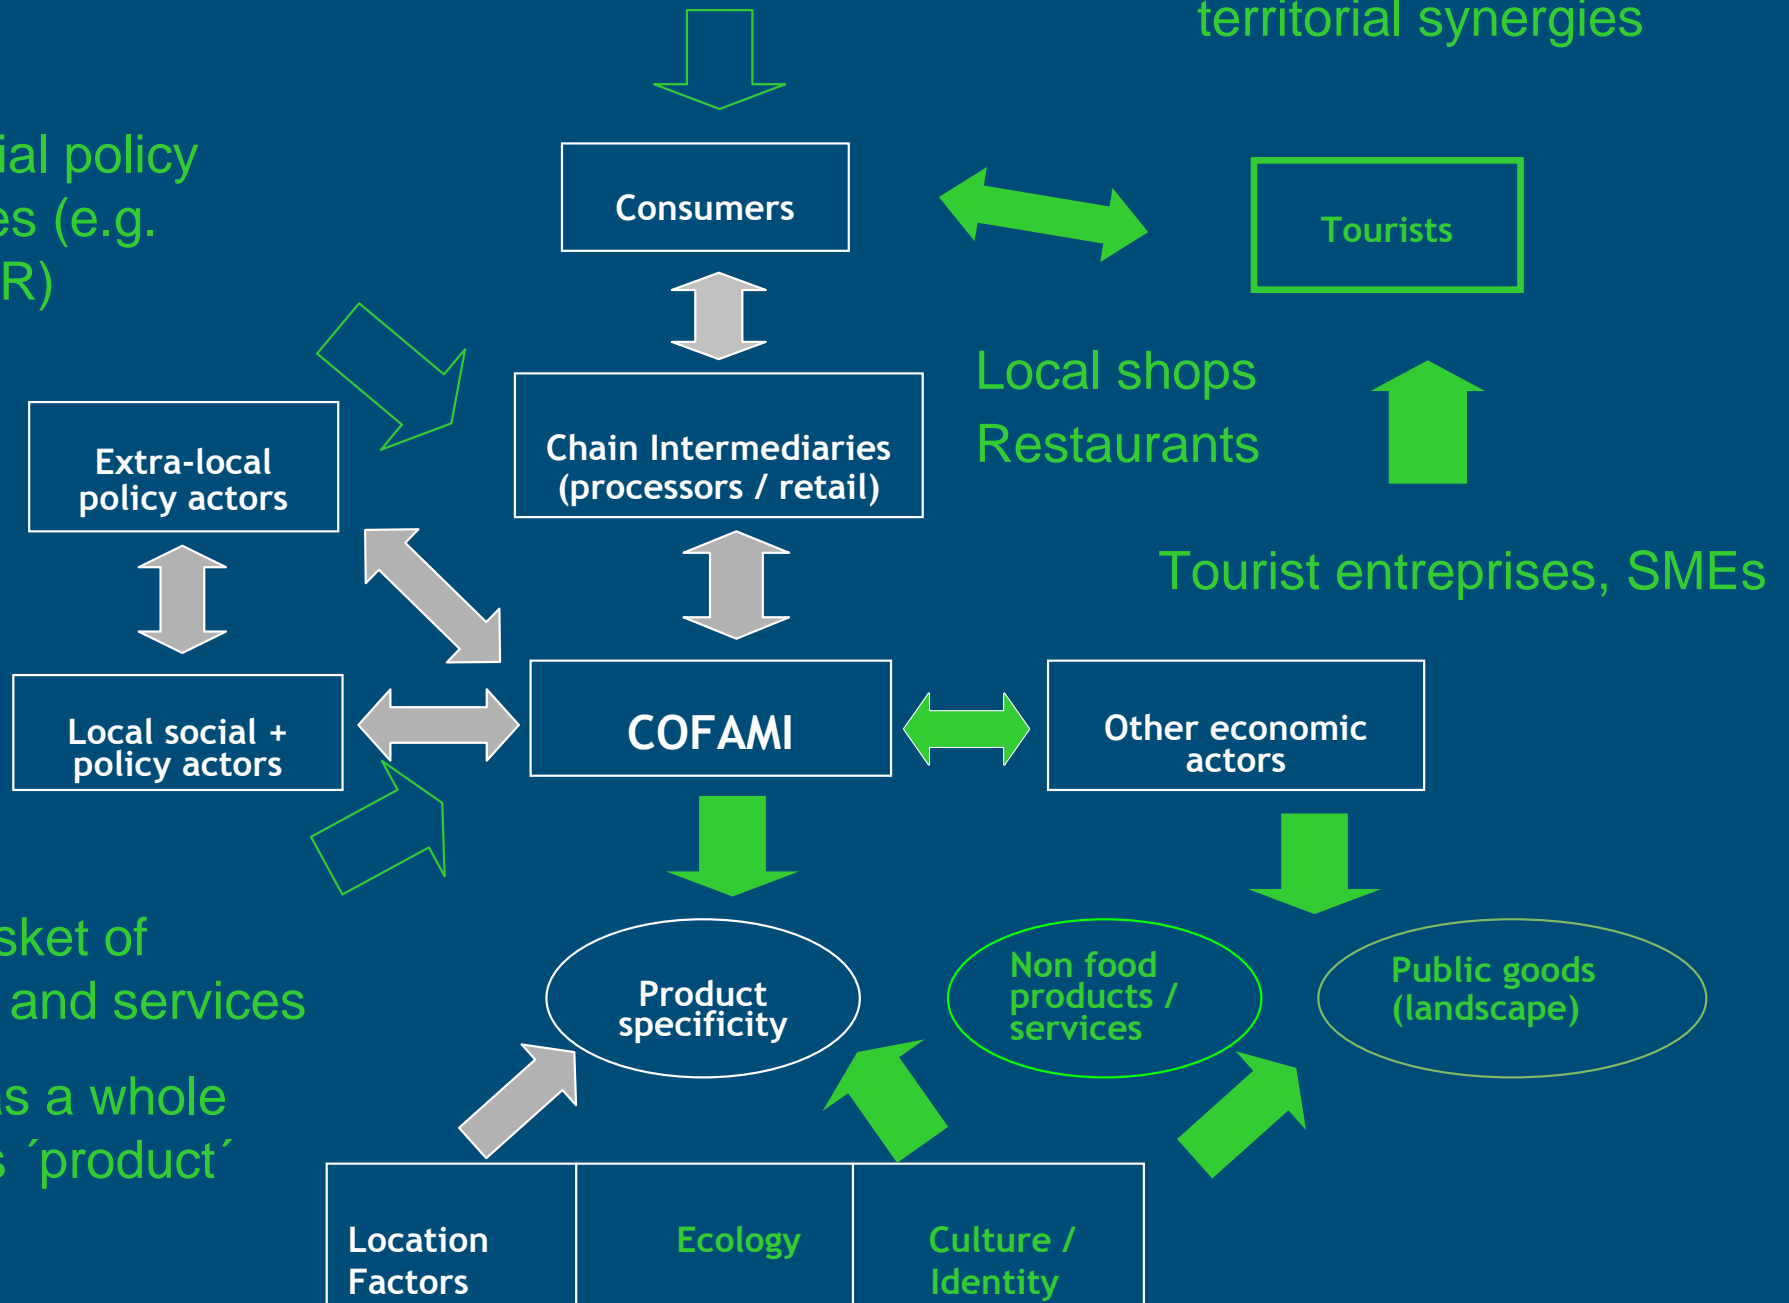 territorial synergies
ial policy
es (e.g.
R)
Consumers
Tourists
Local shops
Restaurants
Extra-local
policy actors
Chain Intermediaries
(processors / retail)
Tourist entreprises, SMEs
Local social +
policy actors
COFAMI
Other economic
actors
sket of
and services
as a whole
s ´product´
Product
specificity
Non food
products /
services
Public goods
(landscape)
Location
Factors
Ecology
Culture /
Identity